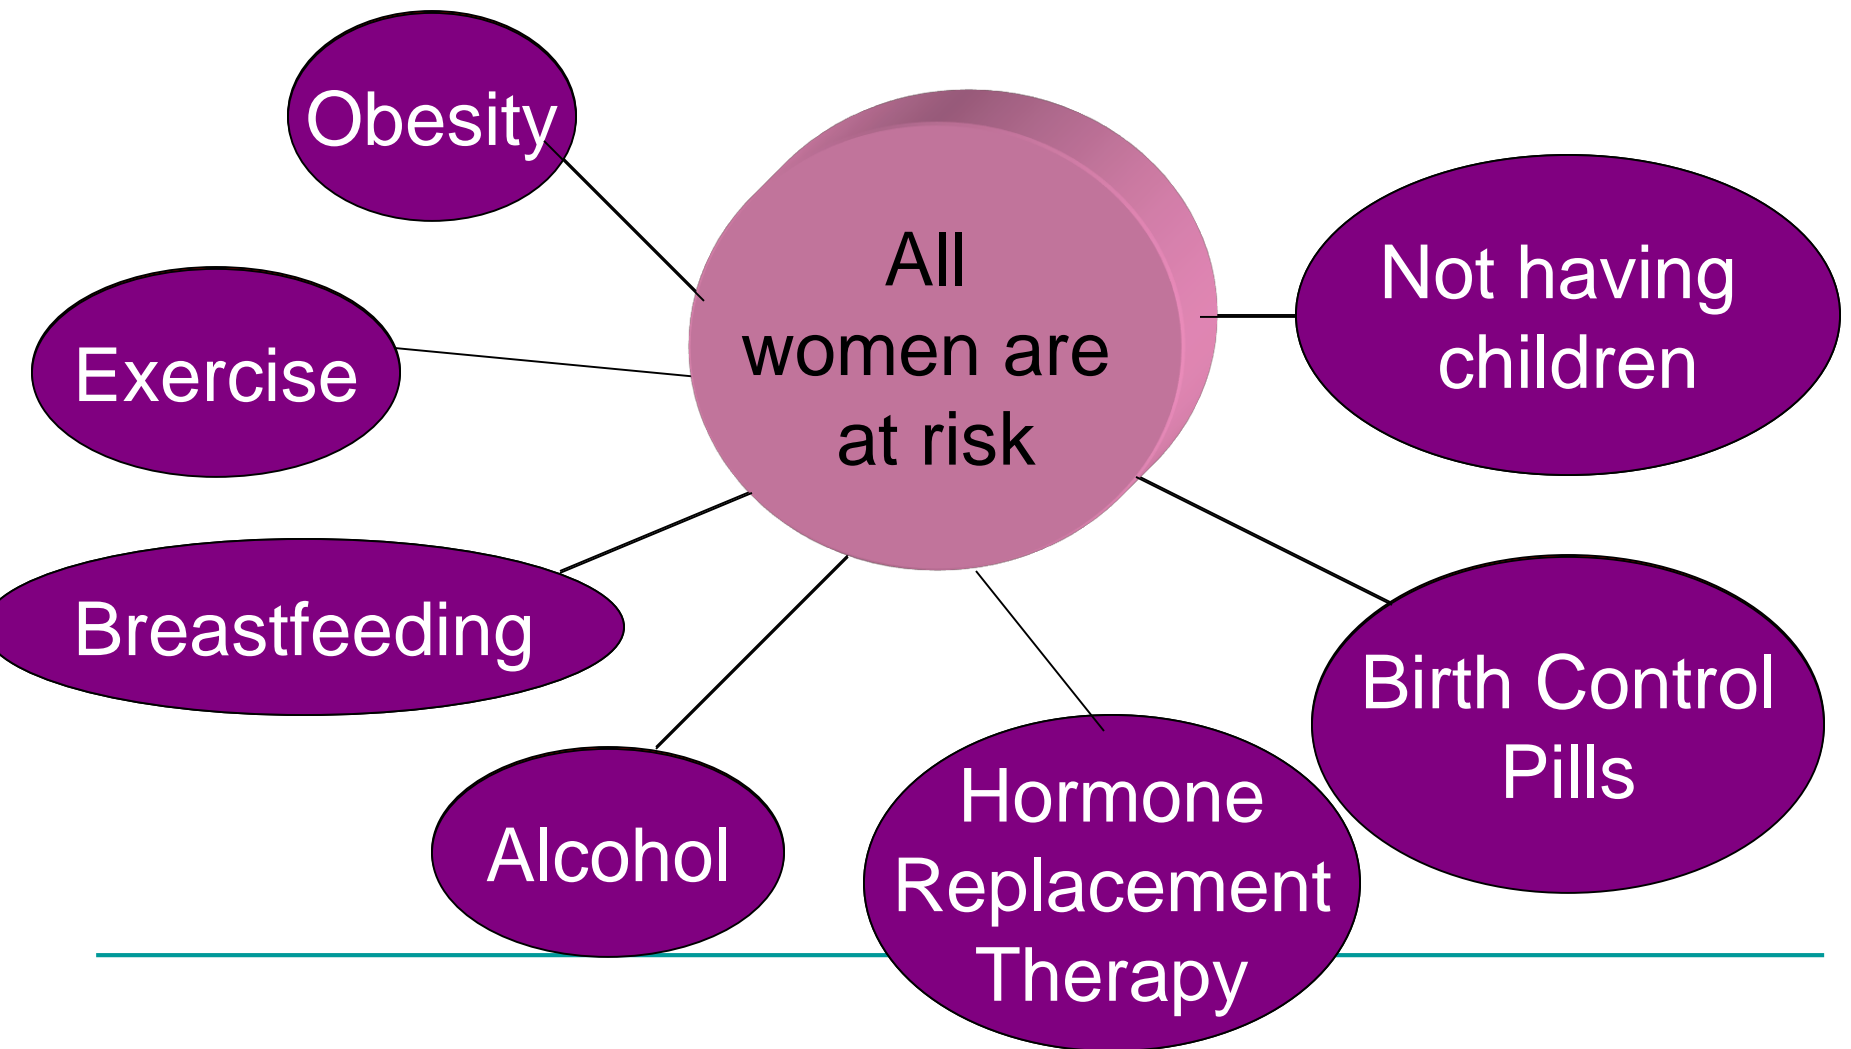 Obesity
All
women are
at risk
Not having
children
Exercise
Breastfeeding
Birth Control
Pills
Alcohol
Hormone
Replacement
Therapy